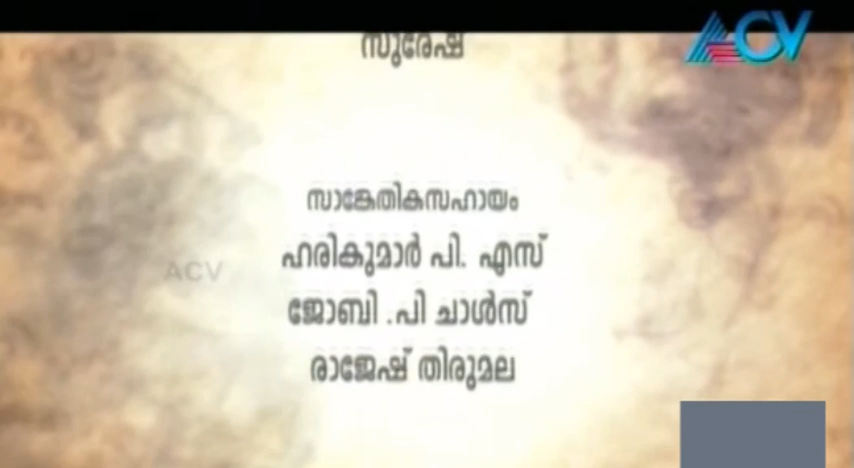 സുരേഷ്
ACV
സാങ്കേതികസഹായം
ഹരികുമാർ പി. എസ്
ACV
ജോബി .പി ചാൾസ്
രാജേഷ് തിരുമല